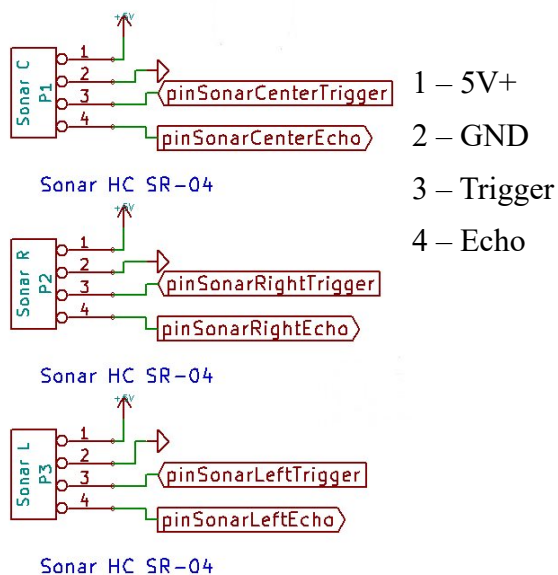 +5V
Sonar C
P1
1
2
3
4
pinSonarCenterTrigger
pinSonarCenterEcho
Sonar HC SR-04
1 – 5V+
2 – GND
3 – Trigger
4 – Echo
+5V
Sonar R
P2
1
2
3
4
pinSonarRightTrigger
pinSonarRightEcho
Sonar HC SR-04
+5V
Sonar L
P3
1
2
3
4
pinSonarLeftTrigger
pinSonarLeftEcho
Sonar HC SR-04